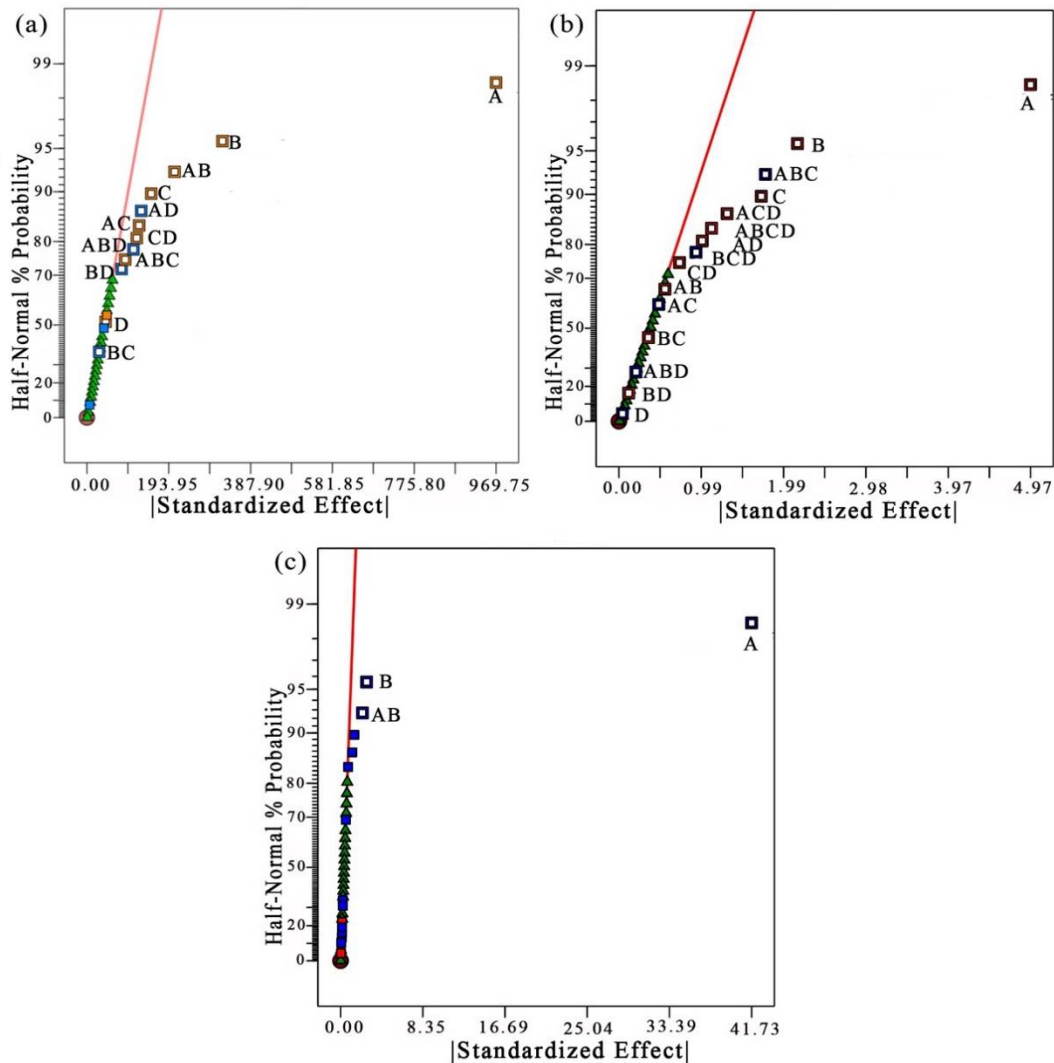 (a)
Half-Normal % Probability
99
95
90
80
70
50
20
0
A
B
AB
C
AD
AC
CD
ABD
ABC
BD
D
BC
0.00 193.95 387.90 581.85 775.80 969.75
|Standardized Effect|
(b)
Half-Normal % Probability
99
95
90
80
70
50
20
0
A
B
ABC
C
ACD
ABCD
AD
BCD
CD
AB
AC
BC
ABD
BD
D
0.00 0.99 1.99 2.98 3.97 4.97
|Standardized Effect|
(c)
Half-Normal % Probability
99
95
90
80
70
50
20
0
A
B
AB
0.00 8.35 16.69 25.04 33.39 41.73
|Standardized Effect|